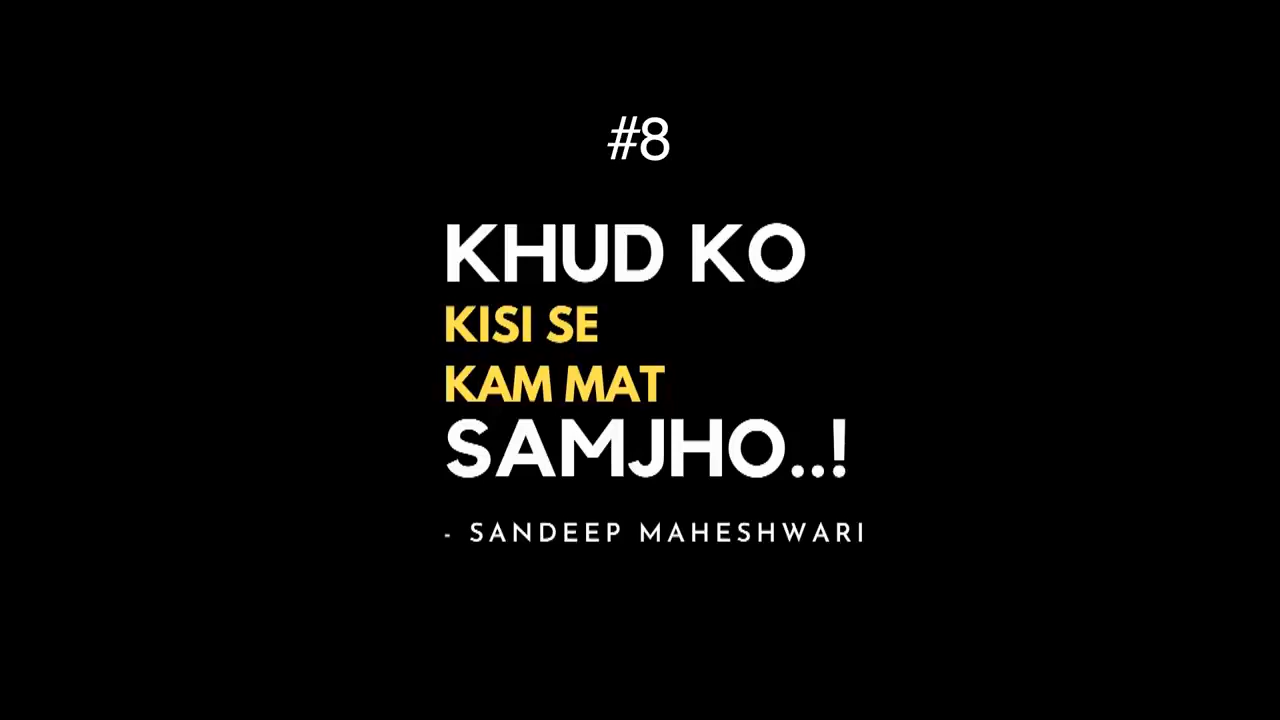 #8
KHUD KO
KISI SE
KAM MAT
SAMJHO..!
- SANDEEP MAHESHWARI